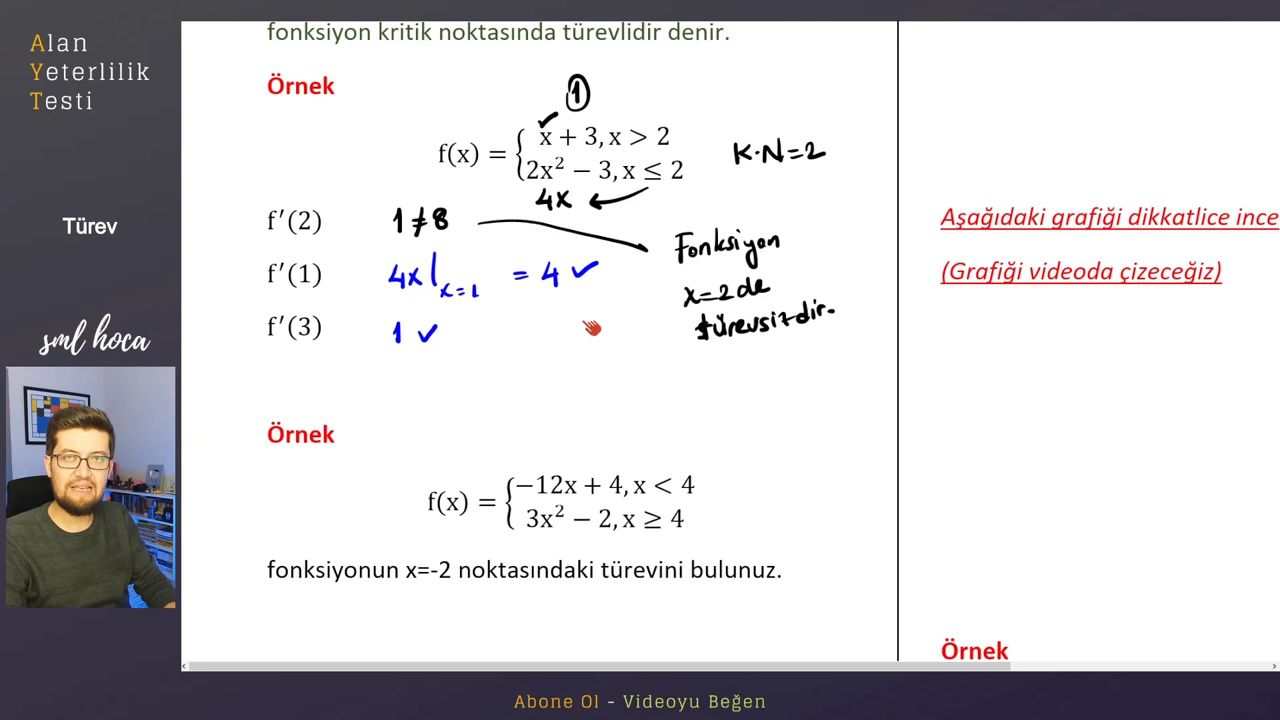 Alan
Yeterlilik
Testi
Türev
sml hoca
fonksiyon kritik noktasında türevlidir denir.
Örnek
1
f(x) = { x + 3, x > 2
2x² − 3, x ≤ 2
K.N=2
4x
f′(2) 1≠8
Fonksiyon
x=2 de
türevsizdir.
f′(1) 4x|x=1 = 4 ✓
f′(3) 1 ✓
Örnek
f(x) = { −12x + 4, x < 4
3x² − 2, x ≥ 4
fonksiyonun x=-2 noktasındaki türevini bulunuz.
Aşağıdaki grafiği dikkatlice ince
(Grafiği videoda çizeceğiz)
Örnek
Abone Ol - Videoyu Beğen